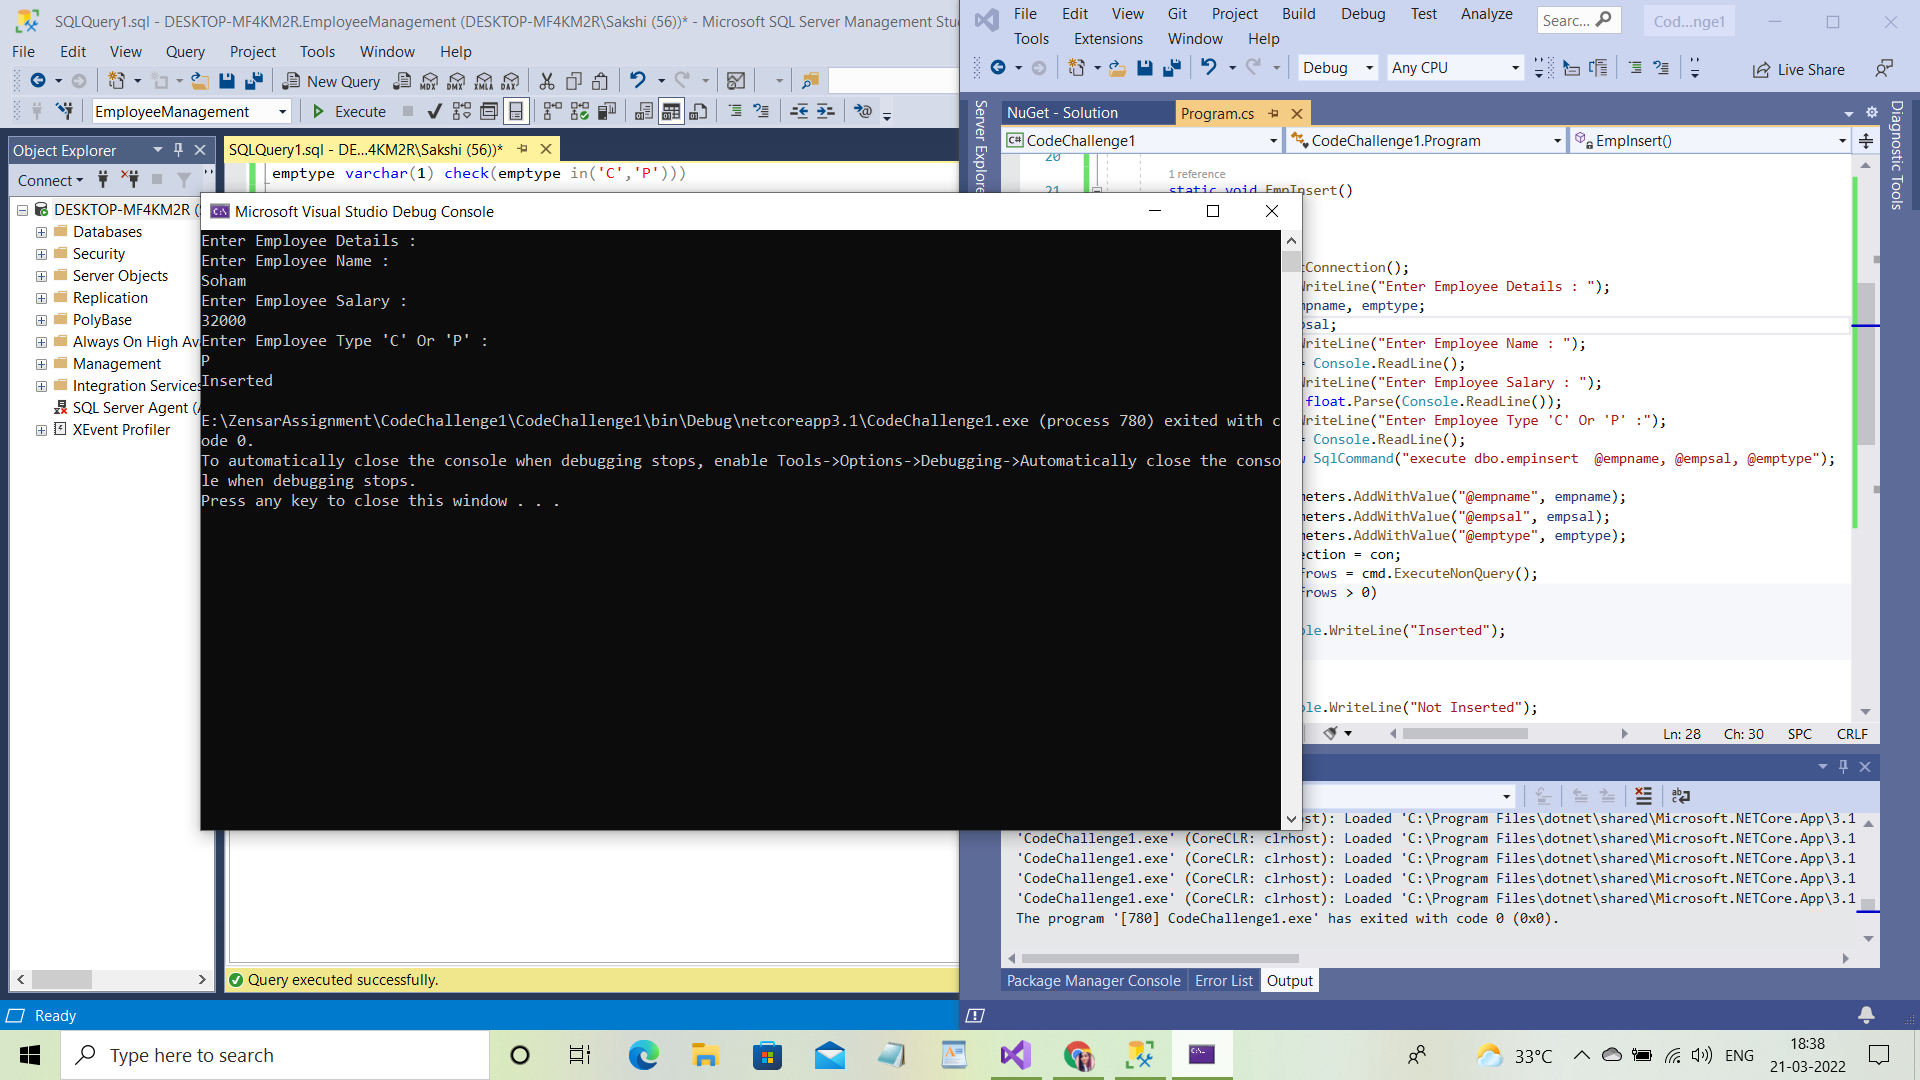 SQLQuery1.sql - DESKTOP-MF4KM2R.EmployeeManagement (DESKTOP-MF4KM2R\Sakshi (56))* - Microsoft SQL Server Management Stu
File Edit View Query Project Tools Window Help
New Query
EmployeeManagement
Execute
Object Explorer
Connect
DESKTOP-MF4KM2R (
Databases
Security
Server Objects
Replication
PolyBase
Always On High Av
Management
Integration Services
SQL Server Agent (
XEvent Profiler
SQLQuery1.sql - DE...4KM2R\Sakshi (56))*
emptype varchar(1) check(emptype in('C','P')))
Microsoft Visual Studio Debug Console
Enter Employee Details :
Enter Employee Name :
Soham
Enter Employee Salary :
32000
Enter Employee Type 'C' Or 'P' :
P
Inserted
E:\ZensarAssignment\CodeChallenge1\CodeChallenge1\bin\Debug\netcoreapp3.1\CodeChallenge1.exe (process 780) exited with c
ode 0.
To automatically close the console when debugging stops, enable Tools->Options->Debugging->Automatically close the conso
le when debugging stops.
Press any key to close this window . . .
Query executed successfully.
Ready
File Edit View Git Project Build Debug Test Analyze
Tools Extensions Window Help
Searc...
Cod...nge1
Debug
Any CPU
Live Share
Server Explore
NuGet - Solution
Program.cs
Diagnostic Tools
CodeChallenge1
CodeChallenge1.Program
EmpInsert()
20
1 reference
21
static void EmpInsert()
Connection();
WriteLine("Enter Employee Details : ");
mpname, emptype;
sal;
WriteLine("Enter Employee Name : ");
= Console.ReadLine();
WriteLine("Enter Employee Salary : ");
float.Parse(Console.ReadLine());
WriteLine("Enter Employee Type 'C' Or 'P' :");
= Console.ReadLine();
SqlCommand("execute dbo.empinsert  @empname, @empsal, @emptype");
meters.AddWithValue("@empname", empname);
meters.AddWithValue("@empsal", empsal);
meters.AddWithValue("@emptype", emptype);
ection = con;
rows = cmd.ExecuteNonQuery();
rows > 0)
le.WriteLine("Inserted");
le.WriteLine("Not Inserted");
Ln: 28 Ch: 30 SPC CRLF
host): Loaded 'C:\Program Files\dotnet\shared\Microsoft.NETCore.App\3.1
'CodeChallenge1.exe' (CoreCLR: clrhost): Loaded 'C:\Program Files\dotnet\shared\Microsoft.NETCore.App\3.1
'CodeChallenge1.exe' (CoreCLR: clrhost): Loaded 'C:\Program Files\dotnet\shared\Microsoft.NETCore.App\3.1
'CodeChallenge1.exe' (CoreCLR: clrhost): Loaded 'C:\Program Files\dotnet\shared\Microsoft.NETCore.App\3.1
'CodeChallenge1.exe' (CoreCLR: clrhost): Loaded 'C:\Program Files\dotnet\shared\Microsoft.NETCore.App\3.1
The program '[780] CodeChallenge1.exe' has exited with code 0 (0x0).
Package Manager Console Error List Output
Type here to search
33°C
ENG
18:38
21-03-2022